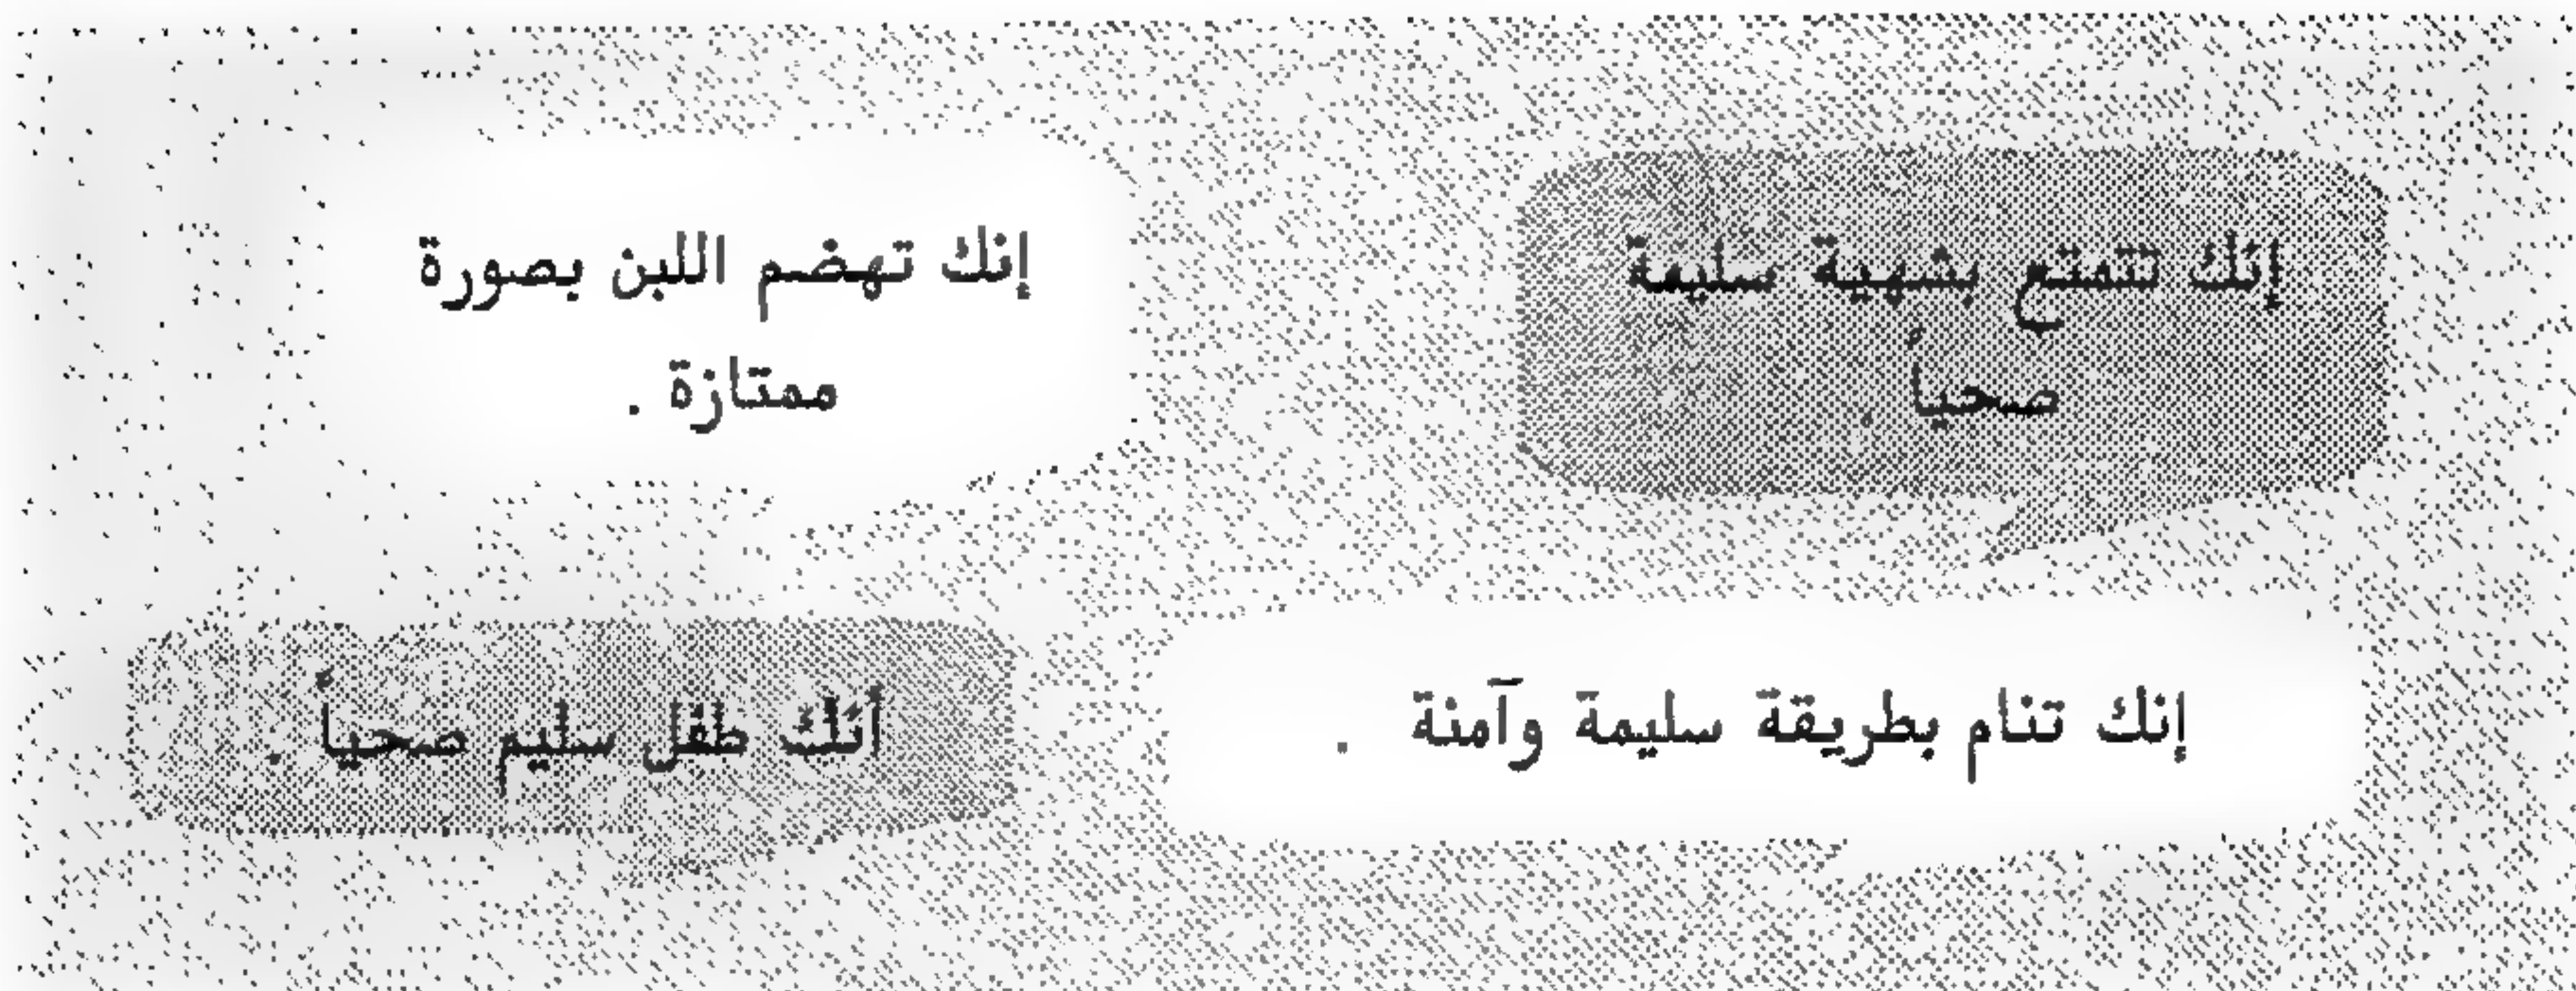 إنك تتمتع بشهية سليمة
صحياً .
إنك تهضم اللبن بصورة
ممتازة .
إنك تنام بطريقة سليمة وآمنة .
أنك طفل سليم صحياً .